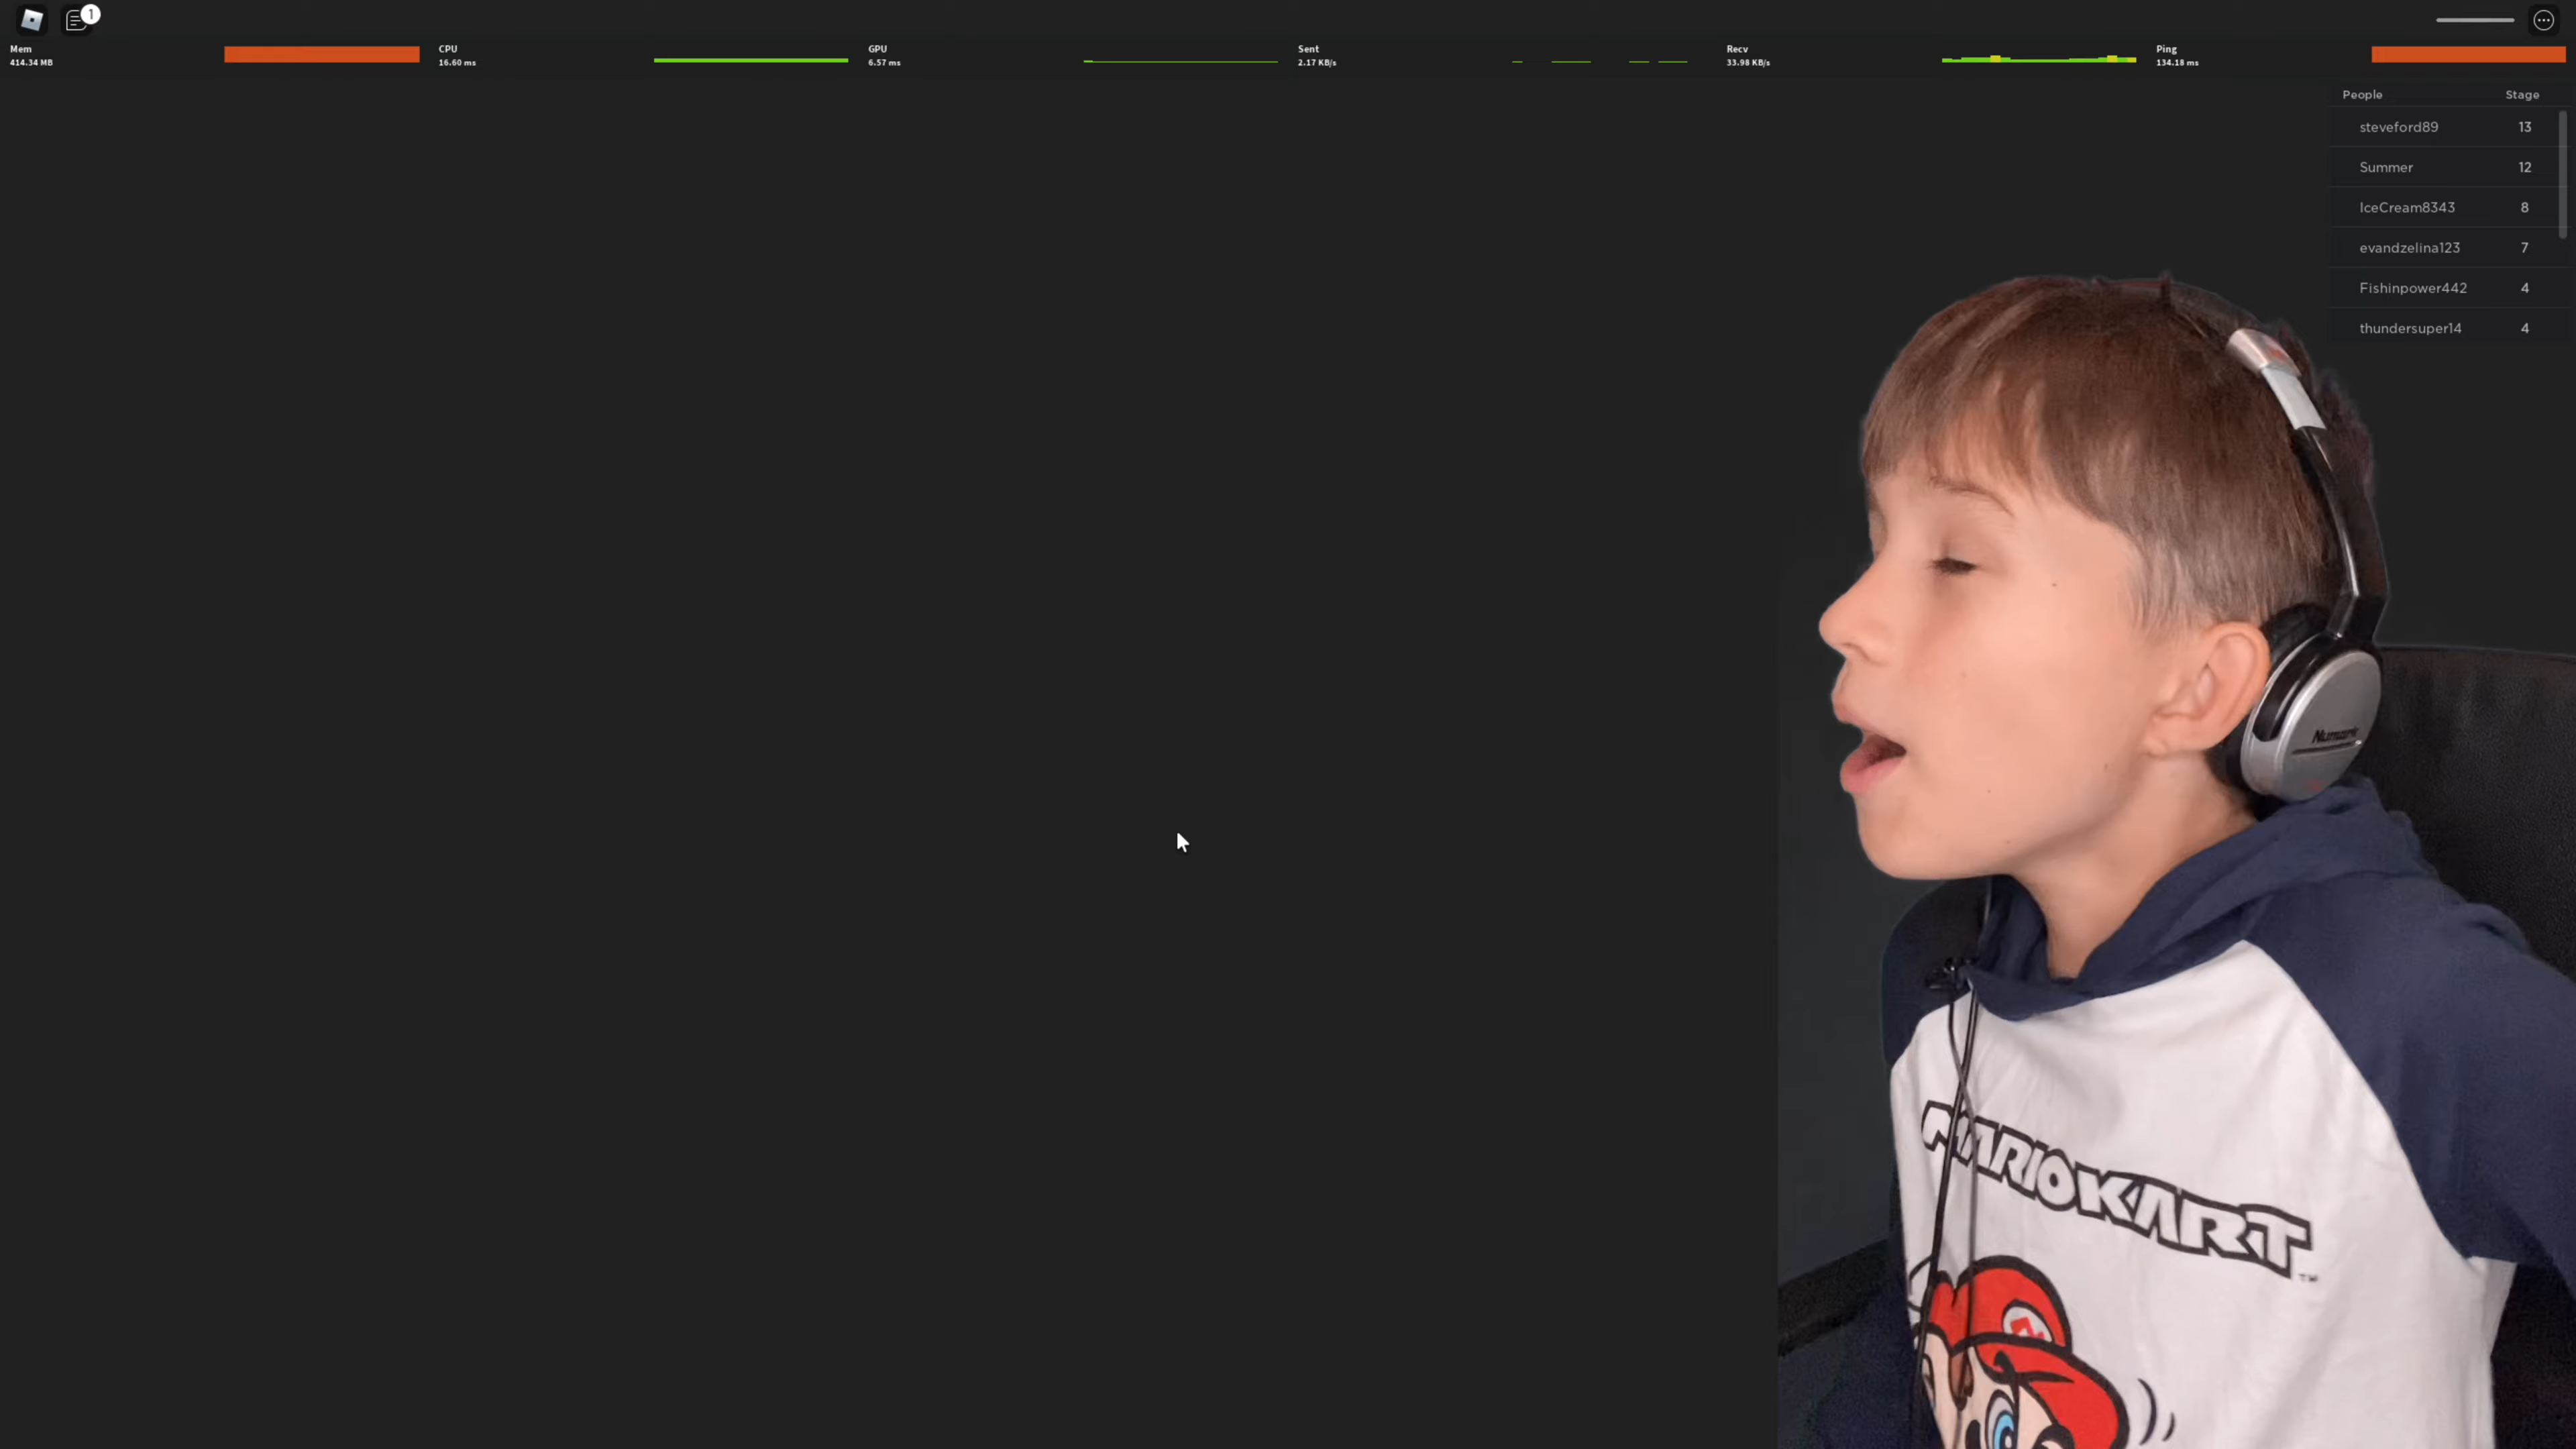 1
Mem
414.34 MB
CPU
16.60 ms
GPU
6.57 ms
Sent
2.17 KB/s
Recv
33.98 KB/s
Ping
134.18 ms
People Stage
steveford89 13
Summer 12
IceCream8343 8
evandzelina123 7
Fishinpower442 4
thundersuper14 4
Numark
MARIOKART
TM